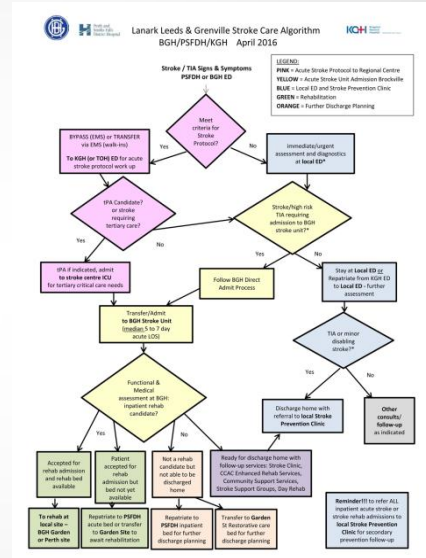 Lanark Leeds & Grenville Stroke Care Algorithm
BGH/PSFDH/KGH April 2016
KGH
LEGEND:
PINK = Acute Stroke Protocol to Regional Centre
YELLOW = Acute Stroke Unit Admission Brockville
BLUE = Local ED and Stroke Prevention Clinic
GREEN = Rehabilitation
ORANGE = Further Discharge Planning
Stroke / TIA Signs & Symptoms
PSFDH or BGH ED
Meet
criteria for
Stroke
Protocol?
Yes
No
BYPASS (EMS) or TRANSFER
via EMS (walk-ins)
To KGH (or TOH) ED for acute
stroke protocol work up
Immediate/urgent
assessment and diagnostics
at local ED*
tPA Candidate?
or stroke
requiring
tertiary care?
Yes
No
Stroke/high risk
TIA requiring
admission to BGH
stroke unit?*
Yes
No
tPA if indicated, admit
to stroke centre ICU
for tertiary critical care needs
Follow BGH Direct
Admit Process
Stay at Local ED or
Repatriate from KGH ED
to Local ED - further
assessment
Transfer/Admit
to BGH Stroke Unit
(median 5 to 7 day
acute LOS)
TIA or minor
disabling
stroke?*
Yes
No
Functional &
Medical
assessment at BGH:
inpatient rehab
candidate?
Yes
No
Discharge home with
referral to local Stroke
Prevention Clinic
Other
consults/
follow-up
as indicated
Accepted for
rehab admission
and rehab bed
available
Patient
accepted for
rehab
admission but
bed not yet
available
Not a rehab
candidate but
not able to be
discharged
home
Ready for discharge home with
follow-up services: Stroke Clinic,
CCAC Enhanced Rehab Services,
Community Support Services,
Stroke Support Groups, Day Rehab
To rehab at
local site –
BGH Garden
or Perth site
Repatriate to PSFDH
acute bed or transfer
to Garden Site to
await rehabilitation
Repatriate to
PSFDH inpatient
bed for further
discharge planning
Transfer to Garden
St Restorative care
bed for further
discharge planning
Reminder!!! to refer ALL
inpatient acute stroke or
stroke rehab admissions to
local Stroke Prevention
Clinic for secondary
prevention follow-up